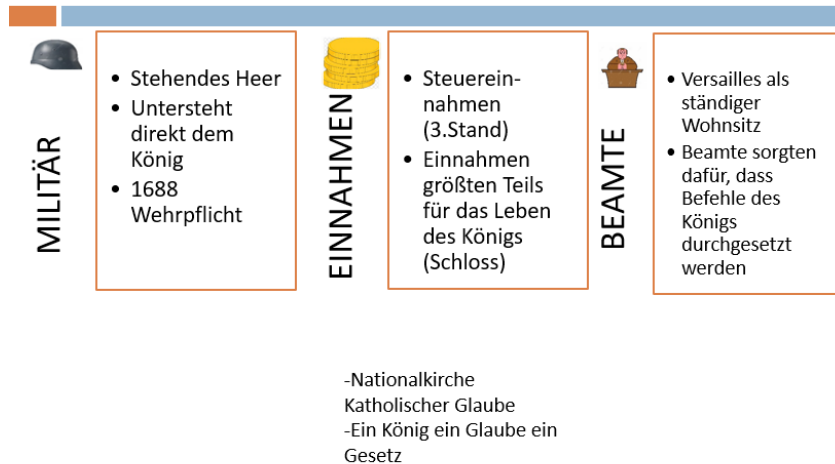 MILITÄR
• Stehendes Heer
• Untersteht
direkt dem
König
• 1688
Wehrpflicht
EINNAHMEN
• Steuerein-
nahmen
(3.Stand)
• Einnahmen
größten Teils
für das Leben
des Königs
(Schloss)
BEAMTE
• Versailles als
ständiger
Wohnsitz
• Beamte sorgten
dafür, dass
Befehle des
Königs
durchgesetzt
werden
-Nationalkirche
Katholischer Glaube
-Ein König ein Glaube ein
Gesetz